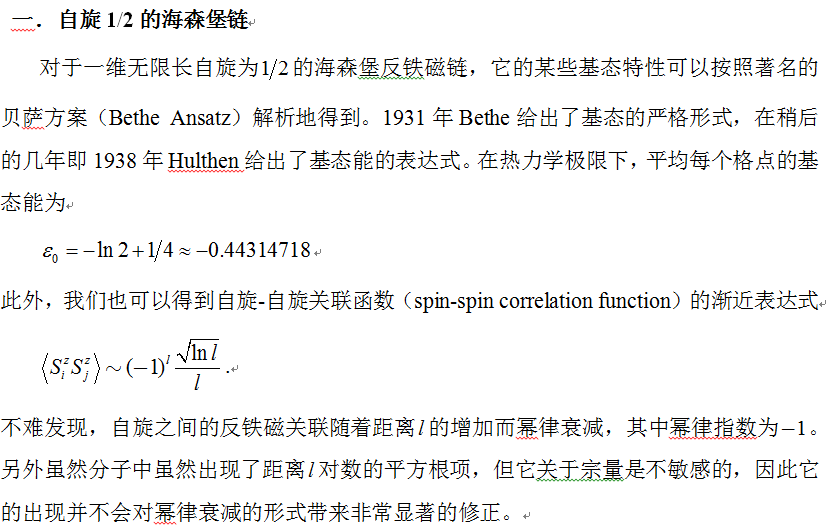 一．自旋 1/2 的海森堡链
对于一维无限长自旋为1/2的海森堡反铁磁链，它的某些基态特性可以按照著名的
贝萨方案（Bethe Ansatz）解析地得到。1931 年 Bethe 给出了基态的严格形式，在稍后
的几年即 1938 年 Hulthen 给出了基态能的表达式。在热力学极限下，平均每个格点的基
态能为
ε₀ = −ln 2 + 1/4 ≈ −0.44314718
此外，我们也可以得到自旋-自旋关联函数（spin-spin correlation function）的渐近表达式
⟨SᵢᶻSⱼᶻ⟩ ~ (−1)ˡ √(ln l) / l .
不难发现，自旋之间的反铁磁关联随着距离 l 的增加而幂律衰减，其中幂律指数为−1。
另外虽然分子中虽然出现了距离 l 对数的平方根项，但它关于宗量是不敏感的，因此它
的出现并不会对幂律衰减的形式带来非常显著的修正。